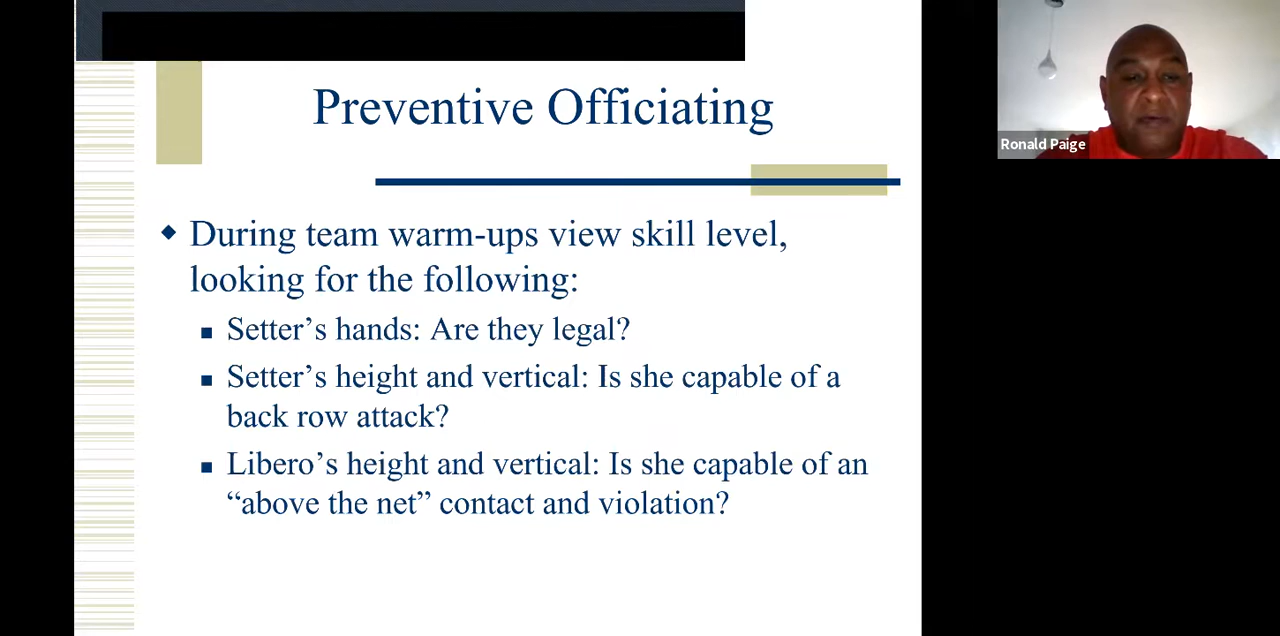 Preventive Officiating
Ronald Paige
During team warm-ups view skill level,
looking for the following:
Setter’s hands: Are they legal?
Setter’s height and vertical: Is she capable of a
back row attack?
Libero’s height and vertical: Is she capable of an
“above the net” contact and violation?